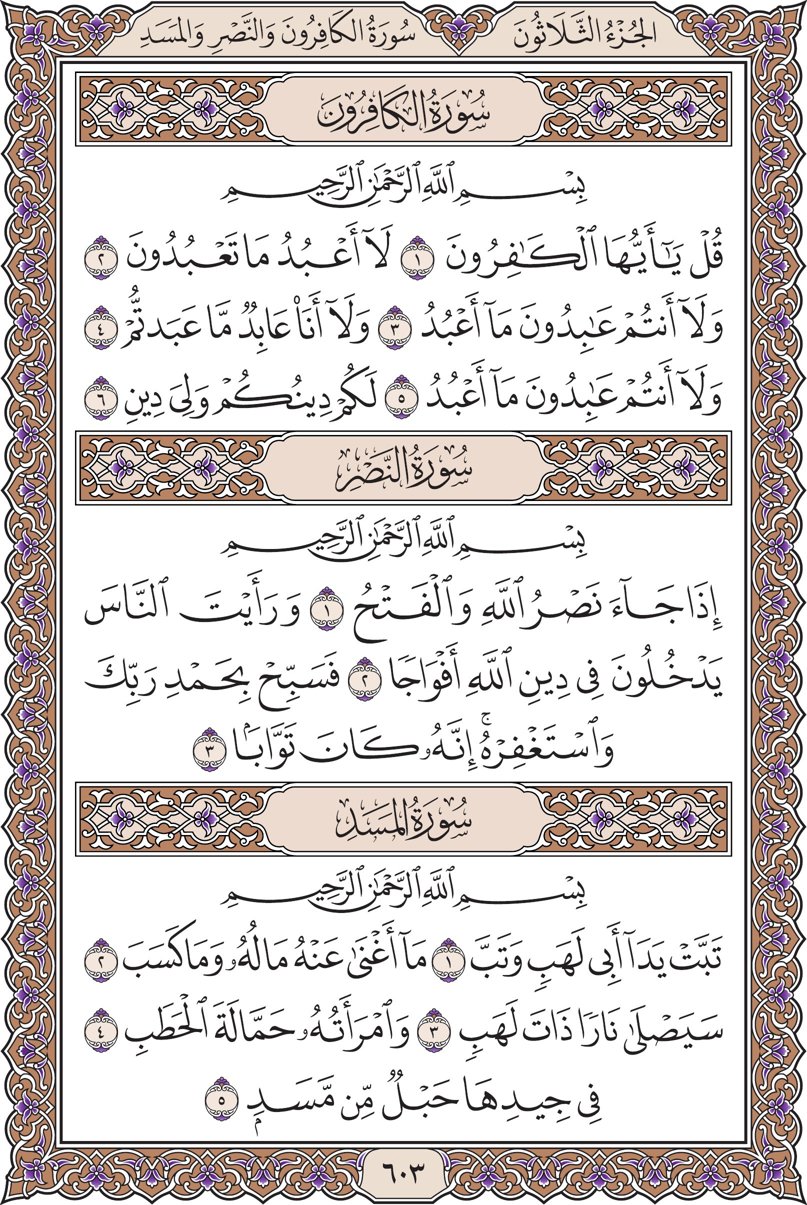 الجُزْءُ الثَّلَاثُونَ سُورَةُ الكَافِرُونَ وَالنَّصْرِ وَالمَسَدِ
سُورَةُ الكَافِرُونَ
بِسْمِ ٱللَّهِ ٱلرَّحْمَٰنِ ٱلرَّحِيمِ
قُلْ يَٰٓأَيُّهَا ٱلْكَٰفِرُونَ ١ لَآ أَعْبُدُ مَا تَعْبُدُونَ ٢
وَلَآ أَنتُمْ عَٰبِدُونَ مَآ أَعْبُدُ ٣ وَلَآ أَنَا۠ عَابِدٌ مَّا عَبَدتُّمْ ٤
وَلَآ أَنتُمْ عَٰبِدُونَ مَآ أَعْبُدُ ٥ لَكُمْ دِينُكُمْ وَلِيَ دِينِ ٦
سُورَةُ النَّصْرِ
بِسْمِ ٱللَّهِ ٱلرَّحْمَٰنِ ٱلرَّحِيمِ
إِذَا جَآءَ نَصْرُ ٱللَّهِ وَٱلْفَتْحُ ١ وَرَأَيْتَ ٱلنَّاسَ
يَدْخُلُونَ فِي دِينِ ٱللَّهِ أَفْوَاجًا ٢ فَسَبِّحْ بِحَمْدِ رَبِّكَ
وَٱسْتَغْفِرْهُۚ إِنَّهُۥ كَانَ تَوَّابَۢا ٣
سُورَةُ المَسَدِ
بِسْمِ ٱللَّهِ ٱلرَّحْمَٰنِ ٱلرَّحِيمِ
تَبَّتْ يَدَآ أَبِي لَهَبٍ وَتَبَّ ١ مَآ أَغْنَىٰ عَنْهُ مَالُهُۥ وَمَا كَسَبَ ٢
سَيَصْلَىٰ نَارًا ذَاتَ لَهَبٍ ٣ وَٱمْرَأَتُهُۥ حَمَّالَةَ ٱلْحَطَبِ ٤
فِي جِيدِهَا حَبْلٌ مِّن مَّسَدِۭ ٥
٦٠٣